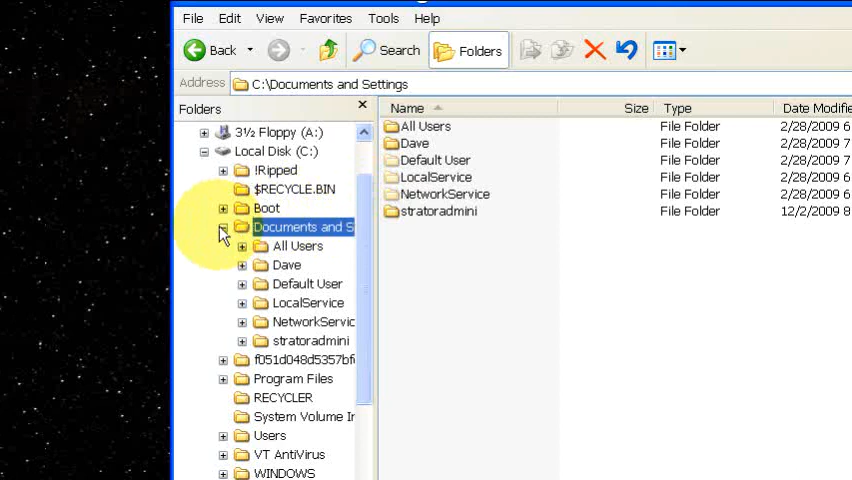 File Edit View Favorites Tools Help
Back Search Folders
Address C:\Documents and Settings
Folders
3½ Floppy (A:)
Local Disk (C:)
!Ripped
$RECYCLE.BIN
Boot
Documents and S
All Users
Dave
Default User
LocalService
NetworkServic
stratoradmini
f051d048d5357bf
Program Files
RECYCLER
System Volume Ir
Users
VT AntiVirus
WINDOWS
Name Size Type Date Modifie
All Users File Folder 2/28/2009 6
Dave File Folder 2/28/2009 7
Default User File Folder 2/28/2009 7
LocalService File Folder 2/28/2009 6
NetworkService File Folder 2/28/2009 6
stratoradmini File Folder 12/2/2009 8